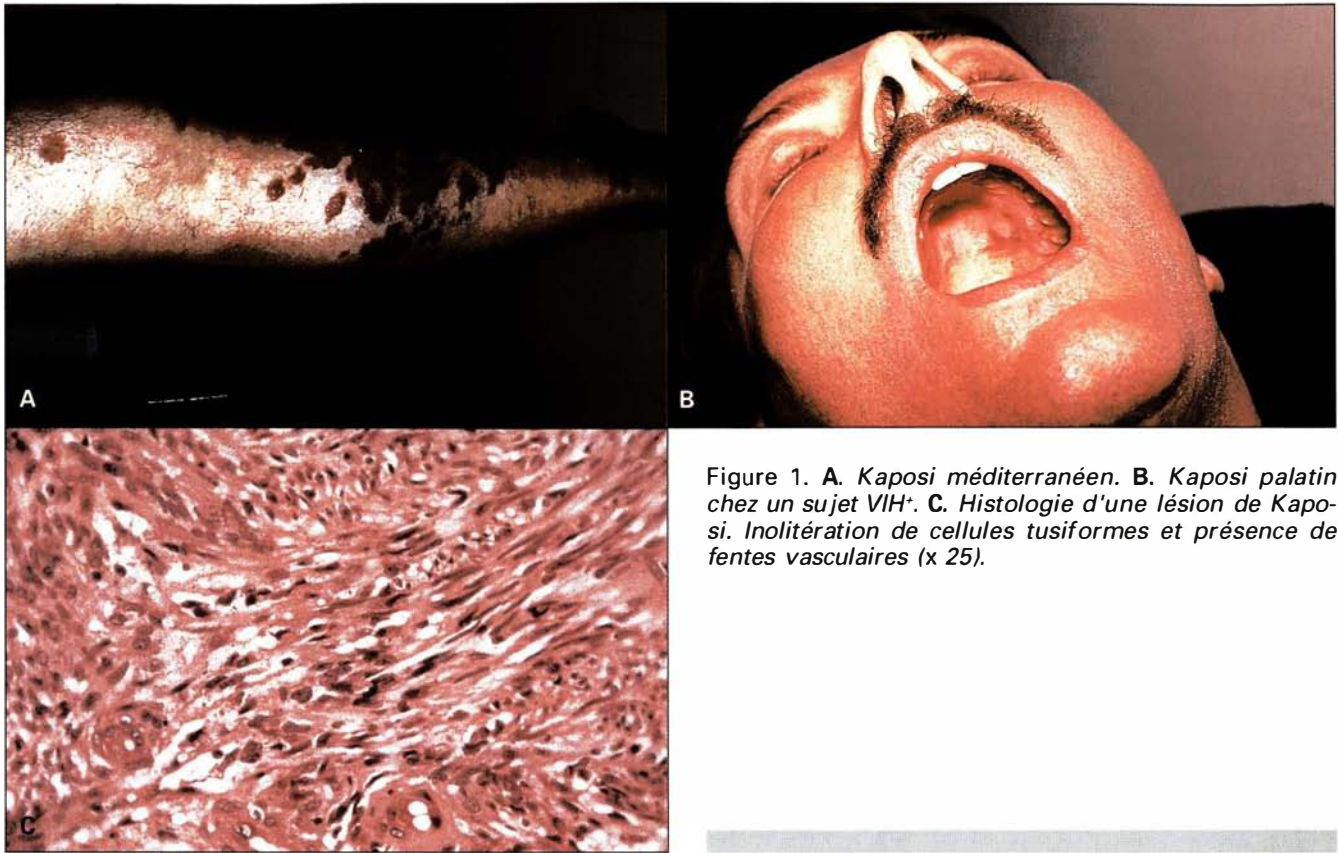 A
B
C
Figure 1. A. Kaposi méditerranéen. B. Kaposi palatin
chez un sujet VIH⁺. C. Histologie d'une lésion de Kapo-
si. Inolitération de cellules tusiformes et présence de
fentes vasculaires (x 25).